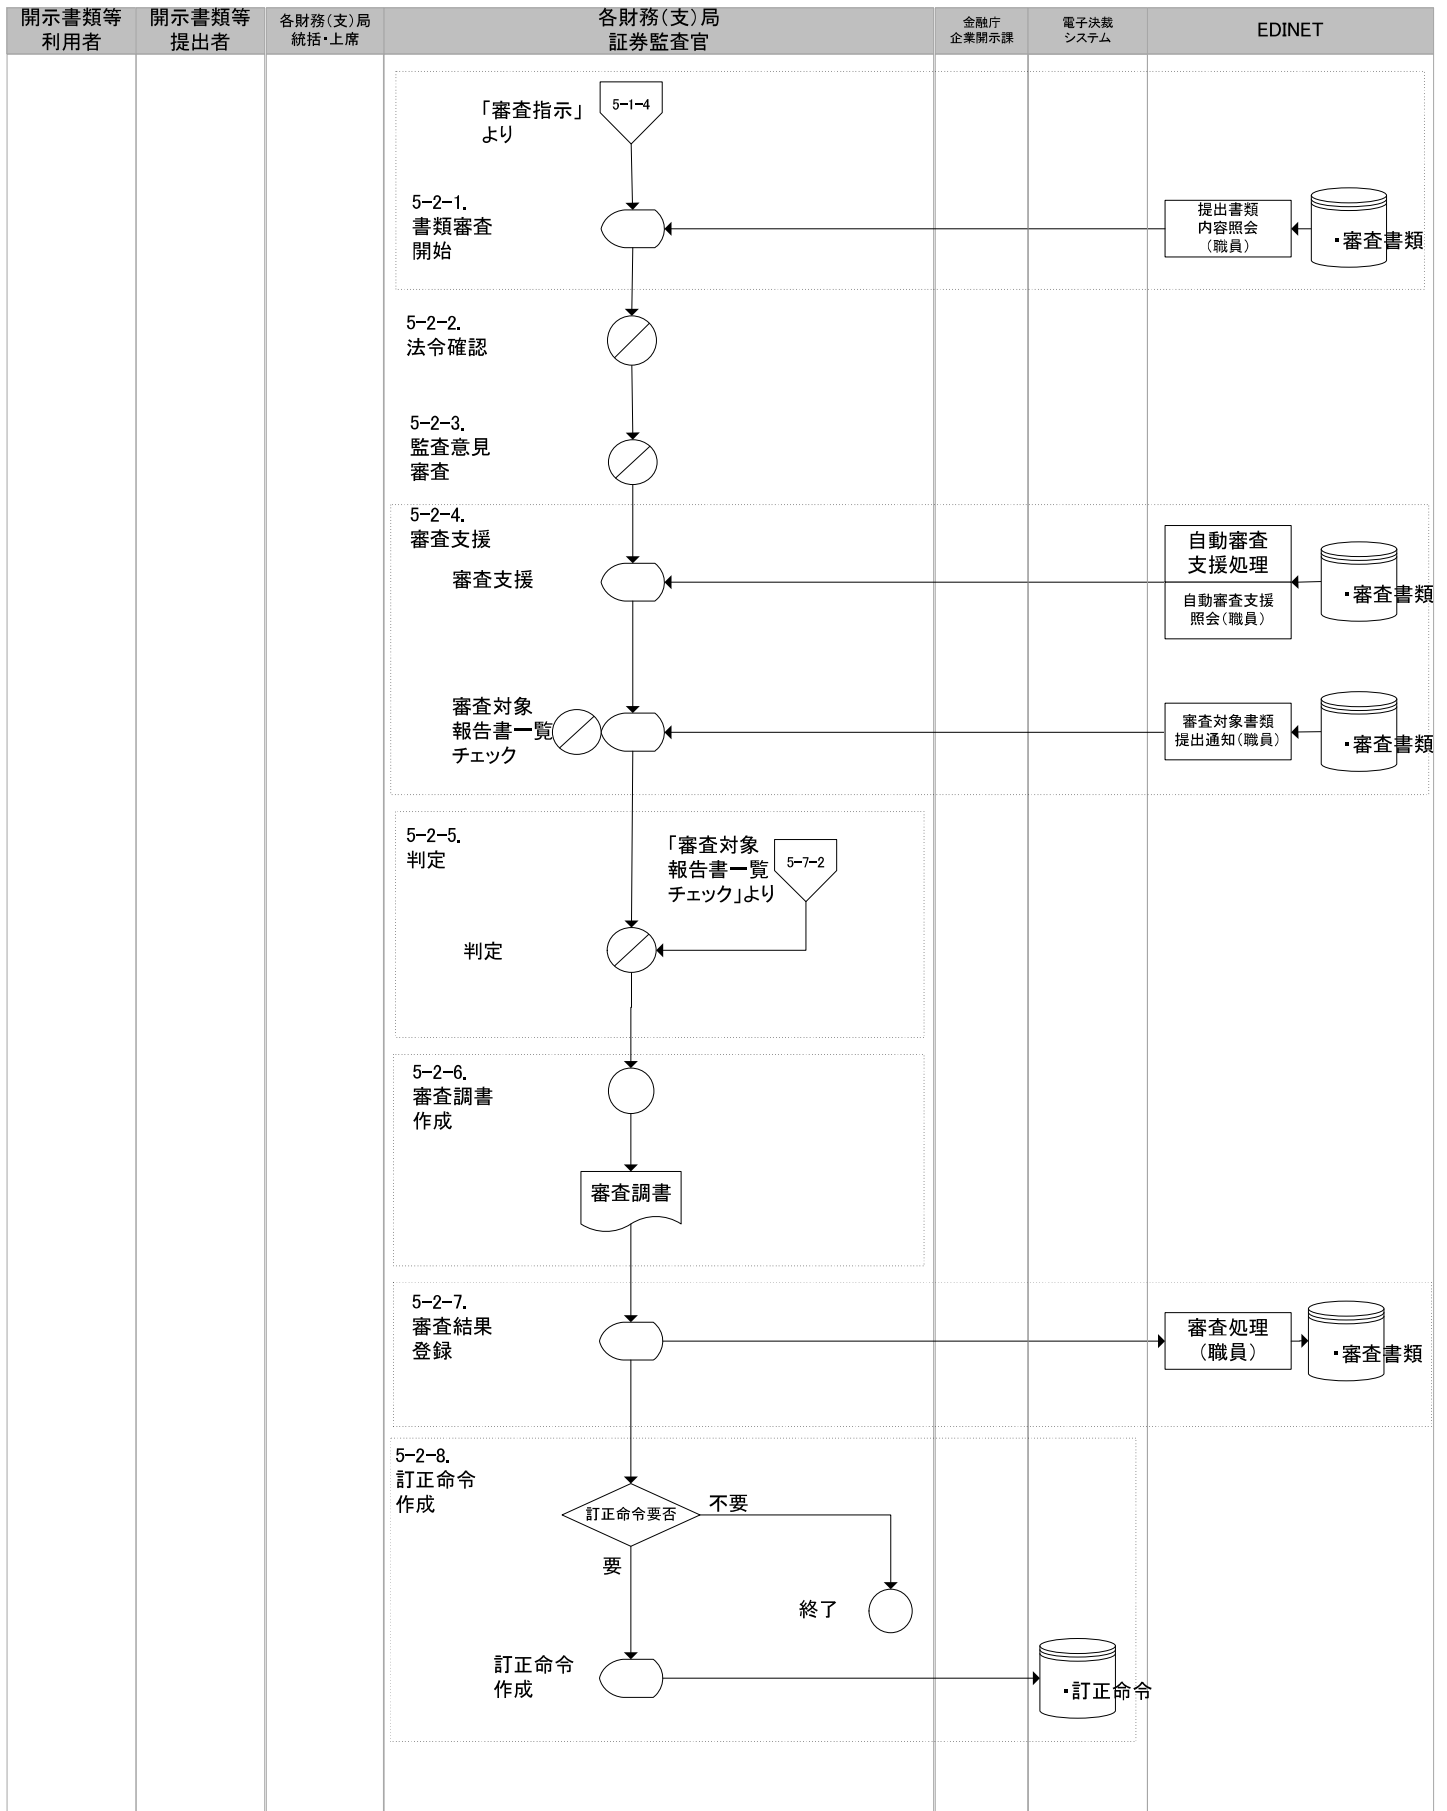 開示書類等
利用者
開示書類等
提出者
各財務(支)局
統括・上席
各財務(支)局
証券監査官
金融庁
企業開示課
電子決裁
システム
EDINET
「審査指示」
より
5-1-4
5-2-1.
書類審査
開始
提出書類
内容照会
(職員)
・審査書類
5-2-2.
法令確認
5-2-3.
監査意見
審査
5-2-4.
審査支援
審査支援
自動審査
支援処理
自動審査支援
照会(職員)
・審査書類
審査対象
報告書一覧
チェック
審査対象書類
提出通知(職員)
・審査書類
5-2-5.
判定
「審査対象
報告書一覧
チェック」より
5-7-2
判定
5-2-6.
審査調書
作成
審査調書
5-2-7.
審査結果
登録
審査処理
(職員)
・審査書類
5-2-8.
訂正命令
作成
訂正命令要否
不要
要
終了
訂正命令
作成
・訂正命令